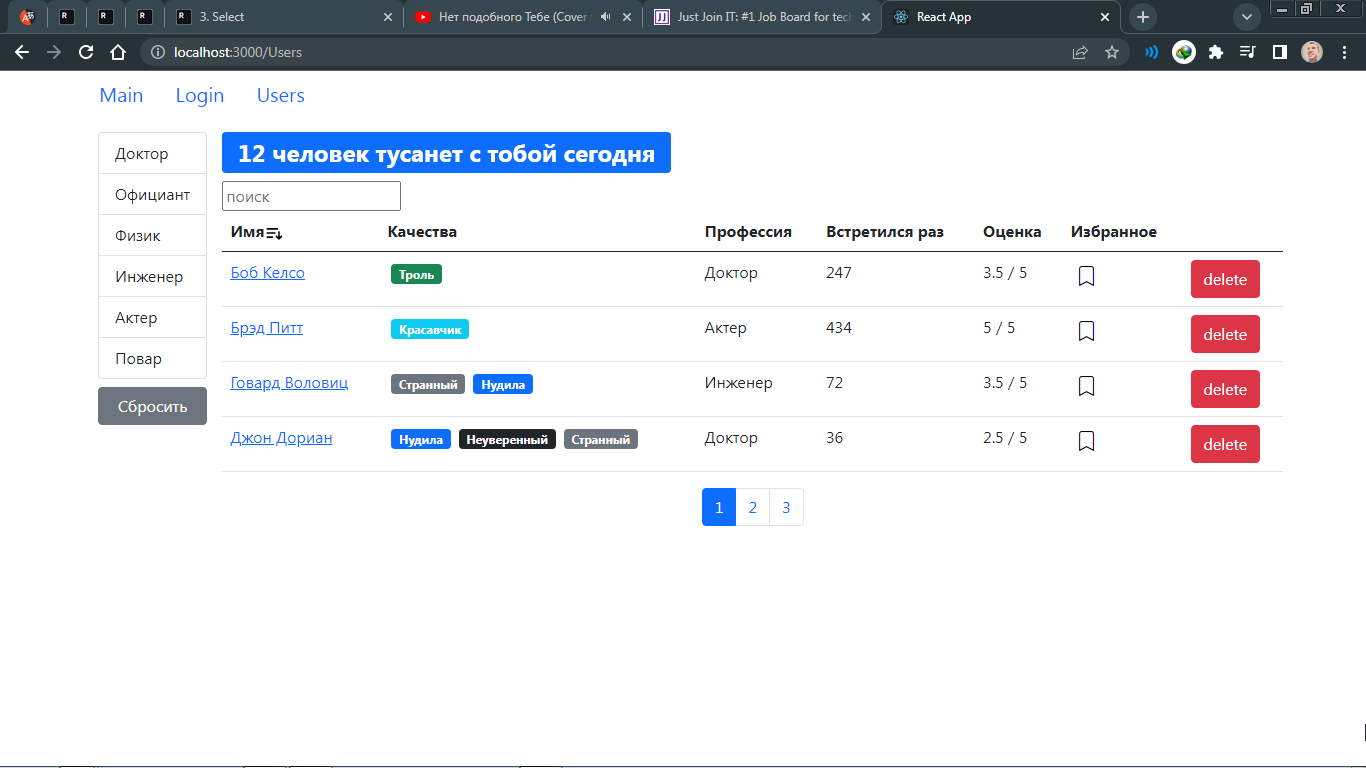 3. Select
Нет подобного Тебе (Cover
Just Join IT: #1 Job Board for tech
React App
localhost:3000/Users
Main Login Users
Доктор
Официант
Физик
Инженер
Актер
Повар
Сбросить
12 человек тусанет с тобой сегодня
поиск
Имя Качества Профессия Встретился раз Оценка Избранное
Боб Келсо Троль Доктор 247 3.5 / 5 delete
Брэд Питт Красавчик Актер 434 5 / 5 delete
Говард Воловиц Странный Нудила Инженер 72 3.5 / 5 delete
Джон Дориан Нудила Неуверенный Странный Доктор 36 2.5 / 5 delete
1 2 3